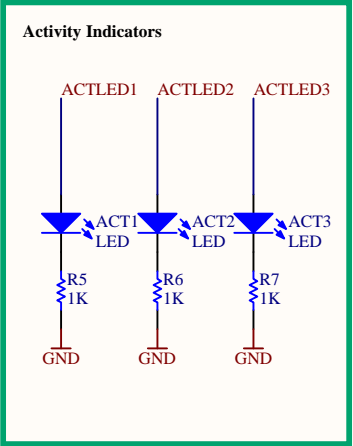 Activity Indicators
ACTLED1 ACTLED2 ACTLED3
ACT1 ACT2 ACT3
LED LED LED
R5 R6 R7
1K 1K 1K
GND GND GND